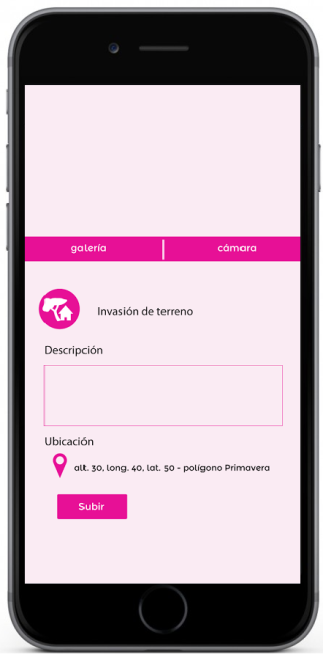 galería
cámara
Invasión de terreno
Descripción
Ubicación
alt. 30, long. 40, lat. 50 - polígono Primavera
Subir